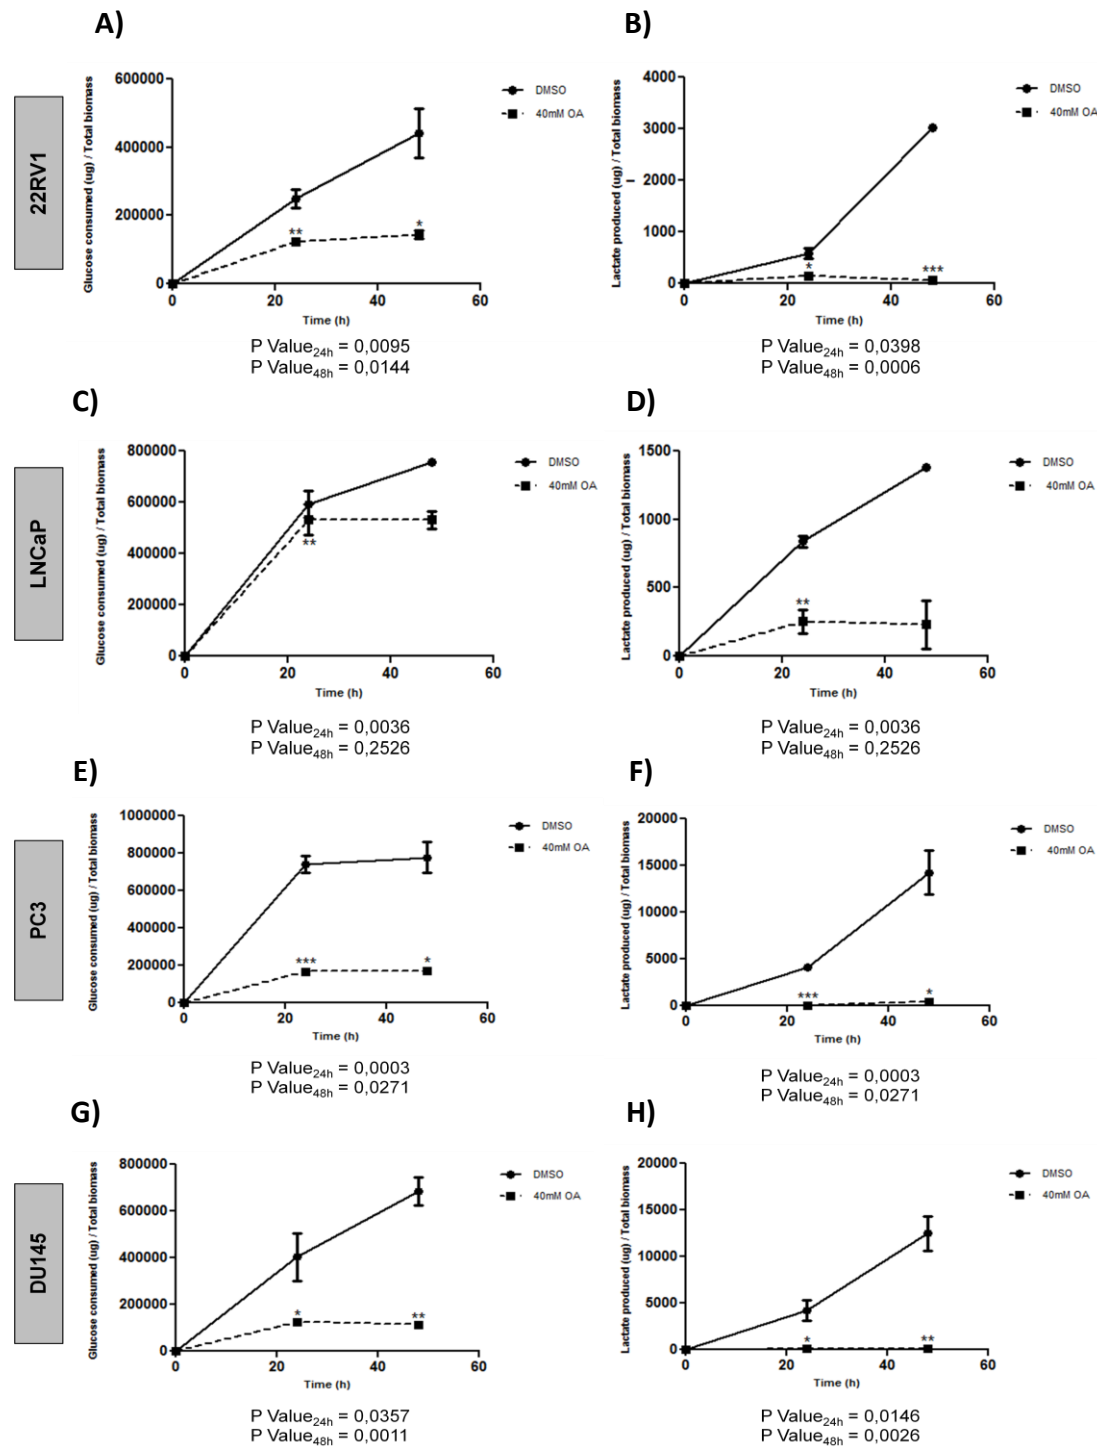 A)
B)
22RV1
Glucose consumed (ug) / Total biomass
600000
400000
200000
0
0 20 40 60
Time (h)
DMSO
40mM OA
**
*
P Value24h = 0,0095
P Value48h = 0,0144
Lactate produced (ug) / Total biomass
4000
3000
2000
1000
0
0 20 40 60
Time (h)
DMSO
40mM OA
*
***
P Value24h = 0,0398
P Value48h = 0,0006
C)
D)
LNCaP
Glucose consumed (ug) / Total biomass
800000
600000
400000
200000
0
0 20 40 60
Time (h)
DMSO
40mM OA
**
P Value24h = 0,0036
P Value48h = 0,2526
Lactate produced (ug) / Total biomass
1500
1000
500
0
0 20 40 60
Time (h)
DMSO
40mM OA
**
P Value24h = 0,0036
P Value48h = 0,2526
E)
F)
PC3
Glucose consumed (ug) / Total biomass
1000000
800000
600000
400000
200000
0
0 20 40 60
Time (h)
DMSO
40mM OA
***
*
P Value24h = 0,0003
P Value48h = 0,0271
Lactate produced (ug) / Total biomass
20000
15000
10000
5000
0
0 20 40 60
Time (h)
DMSO
40mM OA
***
*
P Value24h = 0,0003
P Value48h = 0,0271
G)
H)
DU145
Glucose consumed (ug) / Total biomass
800000
600000
400000
200000
0
0 20 40 60
Time (h)
DMSO
40mM OA
*
**
P Value24h = 0,0357
P Value48h = 0,0011
Lactate produced (ug) / Total biomass
20000
15000
10000
5000
0
0 20 40 60
Time (h)
DMSO
40mM OA
*
**
P Value24h = 0,0146
P Value48h = 0,0026